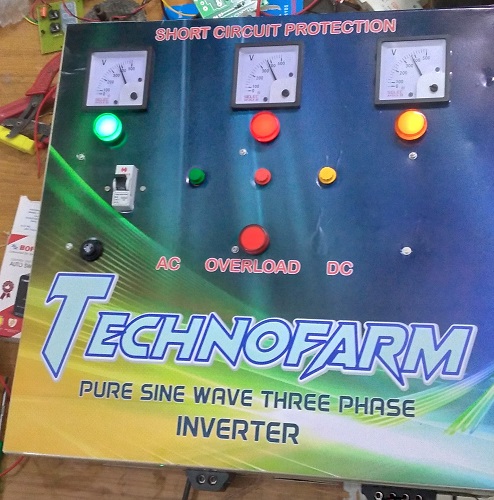 SHORT CIRCUIT PROTECTION
V
V
V
AC OVERLOAD DC
TECHNOFARM
PURE SINE WAVE THREE PHASE
INVERTER